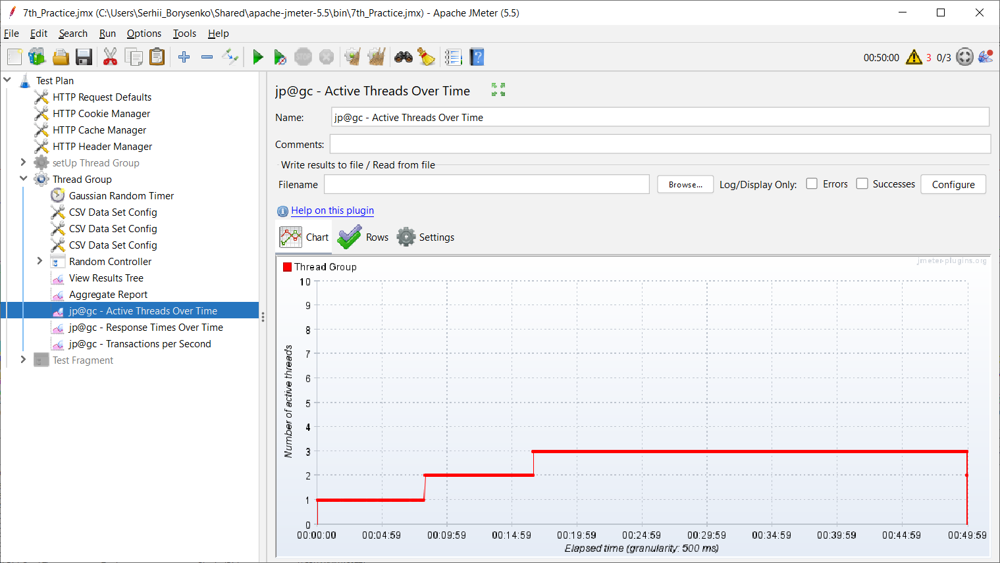 7th_Practice.jmx (C:\Users\Serhii_Borysenko\Shared\apache-jmeter-5.5\bin\7th_Practice.jmx) - Apache JMeter (5.5)
File Edit Search Run Options Tools Help
STOP 00:50:00 3 0/3
Test Plan
HTTP Request Defaults
HTTP Cookie Manager
HTTP Cache Manager
HTTP Header Manager
setUp Thread Group
Thread Group
Gaussian Random Timer
CSV Data Set Config
CSV Data Set Config
CSV Data Set Config
Random Controller
View Results Tree
Aggregate Report
jp@gc - Active Threads Over Time
jp@gc - Response Times Over Time
jp@gc - Transactions per Second
Test Fragment
jp@gc - Active Threads Over Time
Name: jp@gc - Active Threads Over Time
Comments:
Write results to file / Read from file
Filename Browse... Log/Display Only: Errors Successes Configure
Help on this plugin
Chart Rows Settings
jmeter-plugins.org
Thread Group
10
9
8
7
6
5
4
3
2
1
0
Number of active threads
00:00:00 00:04:59 00:09:59 00:14:59 00:19:59 00:24:59 00:29:59 00:34:59 00:39:59 00:44:59 00:49:59
Elapsed time (granularity: 500 ms)